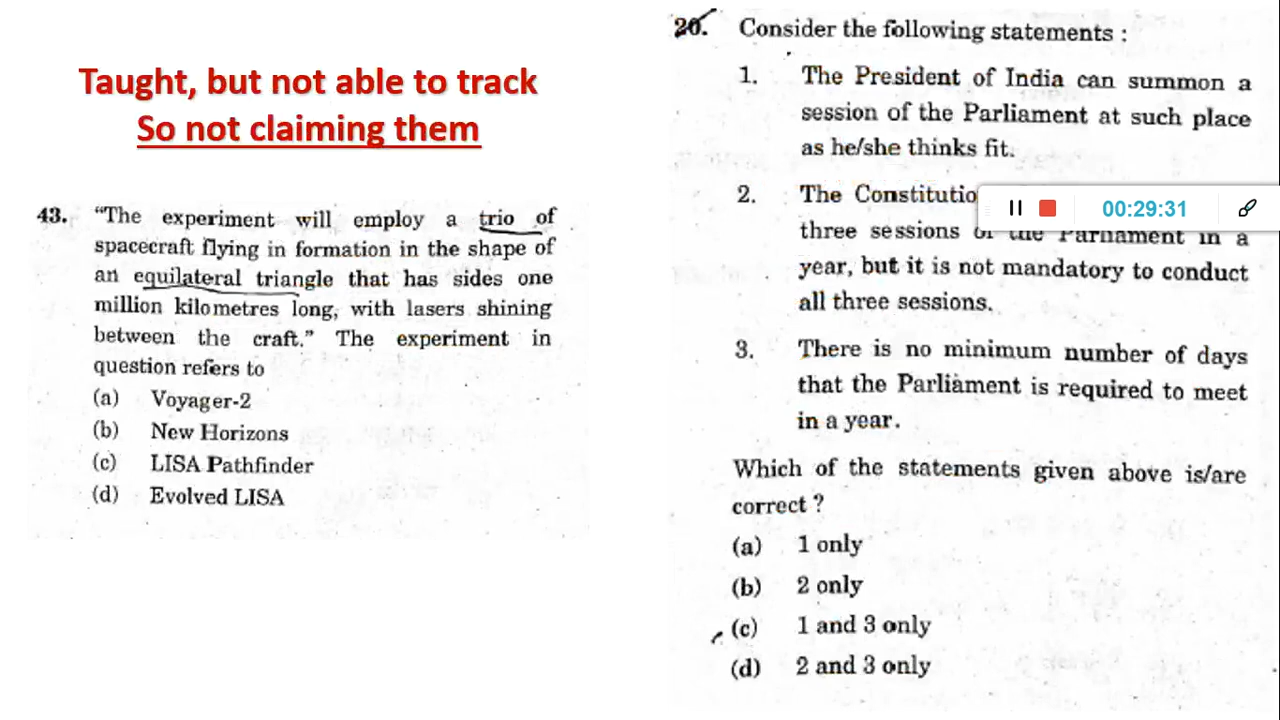 Taught, but not able to track
So not claiming them
43. "The experiment will employ a trio of
spacecraft flying in formation in the shape of
an equilateral triangle that has sides one
million kilometres long, with lasers shining
between the craft." The experiment in
question refers to
(a) Voyager-2
(b) New Horizons
(c) LISA Pathfinder
(d) Evolved LISA
20. Consider the following statements :
1. The President of India can summon a
session of the Parliament at such place
as he/she thinks fit.
2. The Constitutio
00:29:31
three sessions of the Parliament in a
year, but it is not mandatory to conduct
all three sessions.
3. There is no minimum number of days
that the Parliament is required to meet
in a year.
Which of the statements given above is/are
correct ?
(a) 1 only
(b) 2 only
(c) 1 and 3 only
(d) 2 and 3 only